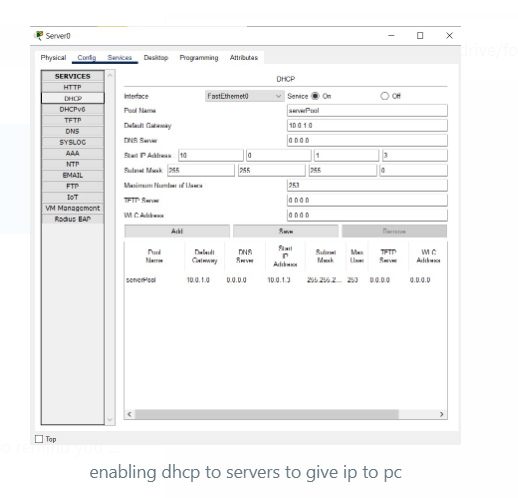 Server0
Physical Config Services Desktop Programming Attributes
SERVICES
HTTP
DHCP
DHCPv6
TFTP
DNS
SYSLOG
AAA
NTP
EMAIL
FTP
IoT
VM Management
Radius EAP
DHCP
Interface FastEthernet0 Service On Off
Pool Name serverPool
Default Gateway 10.0.1.0
DNS Server 0.0.0.0
Start IP Address 10 0 1 3
Subnet Mask 255 255 255 0
Maximum Number of Users 253
TFTP Server 0.0.0.0
WLC Address 0.0.0.0
Add Save Remove
Pool Name Default Gateway DNS Server Start IP Address Subnet Mask Max User TFTP Server WLC Address
serverPool 10.0.1.0 0.0.0.0 10.0.1.3 255.255.2... 253 0.0.0.0 0.0.0.0
Top
enabling dhcp to servers to give ip to pc